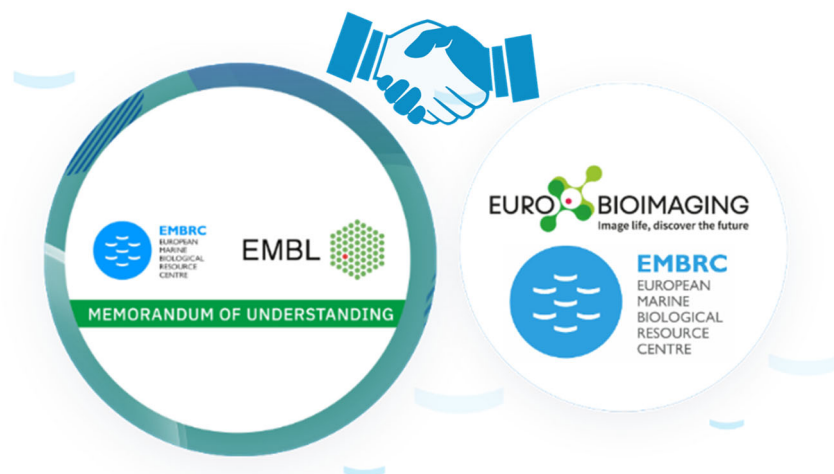 EMBRC
EUROPEAN
MARINE
BIOLOGICAL
RESOURCE
CENTRE
EMBL
MEMORANDUM OF UNDERSTANDING
EURO BIOIMAGING
Image life, discover the future
EMBRC
EUROPEAN
MARINE
BIOLOGICAL
RESOURCE
CENTRE